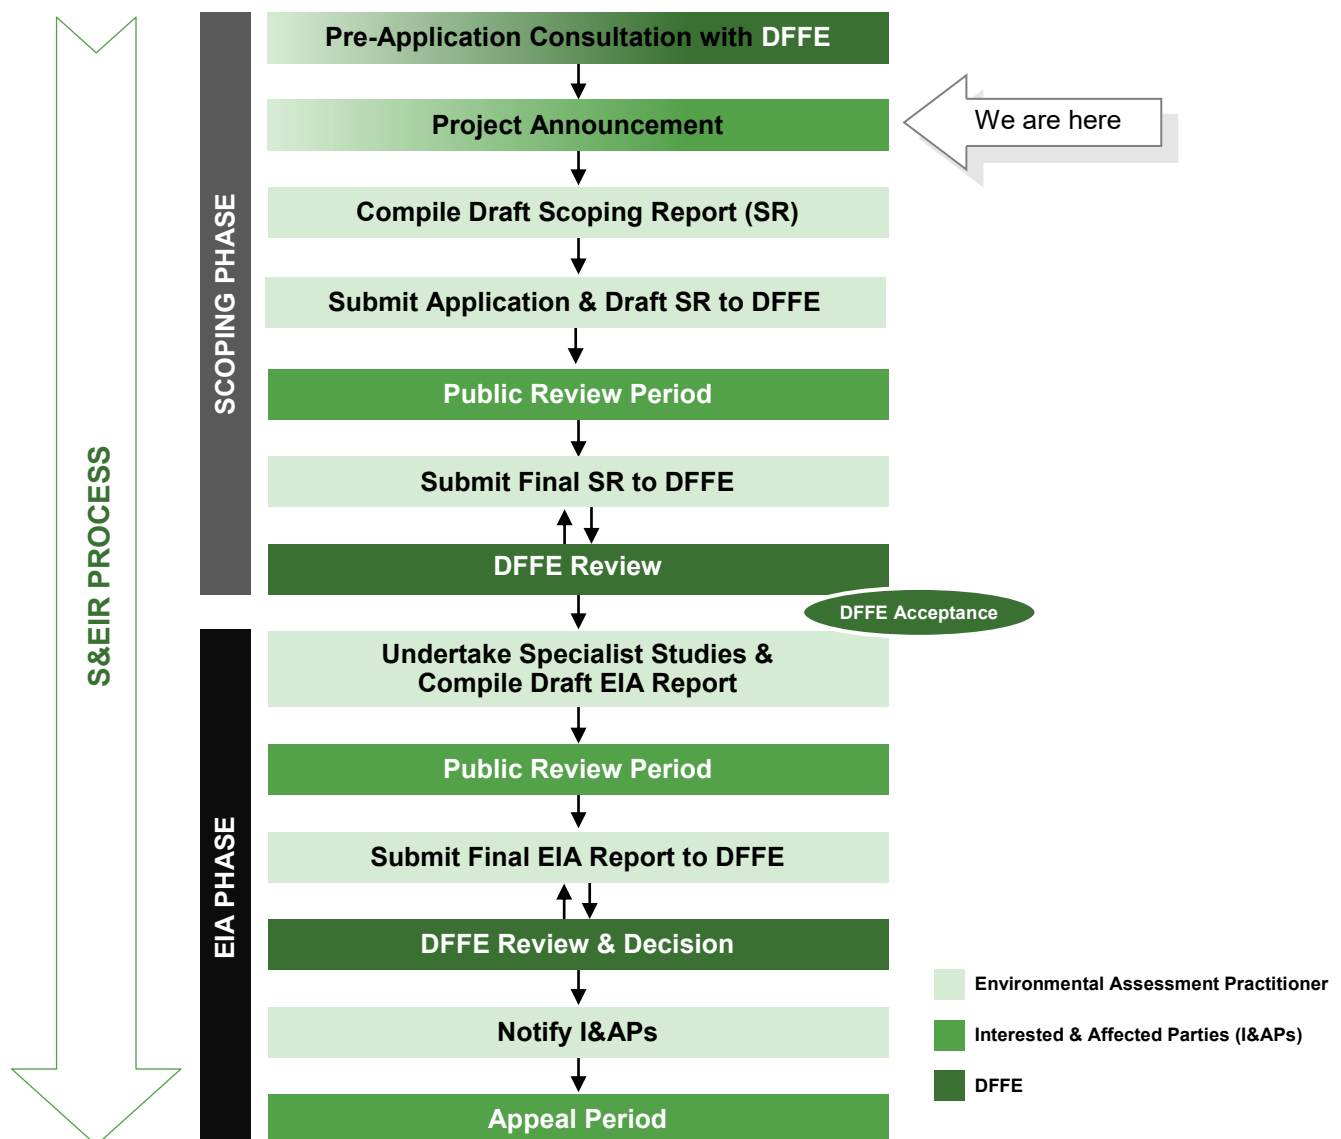 S&EIR PROCESS
SCOPING PHASE
Pre-Application Consultation with DFFE
Project Announcement
We are here
Compile Draft Scoping Report (SR)
Submit Application & Draft SR to DFFE
Public Review Period
Submit Final SR to DFFE
DFFE Review
DFFE Acceptance
EIA PHASE
Undertake Specialist Studies &
Compile Draft EIA Report
Public Review Period
Submit Final EIA Report to DFFE
DFFE Review & Decision
Notify I&APs
Appeal Period
Environmental Assessment Practitioner
Interested & Affected Parties (I&APs)
DFFE